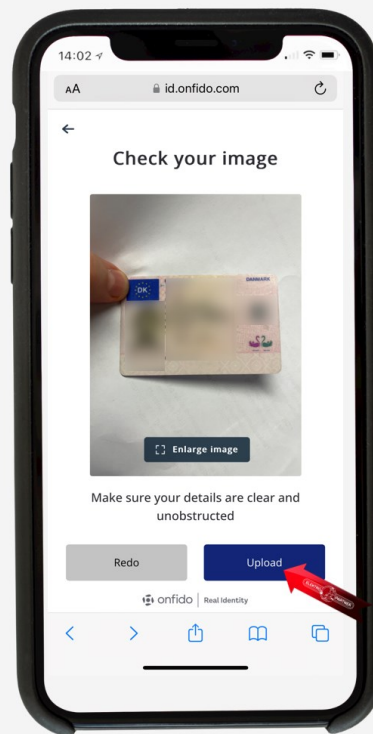 14:02
AA id.onfido.com
Check your image
DK
DANMARK
Enlarge image
Make sure your details are clear and
unobstructed
Redo
Upload
onfido | Real Identity